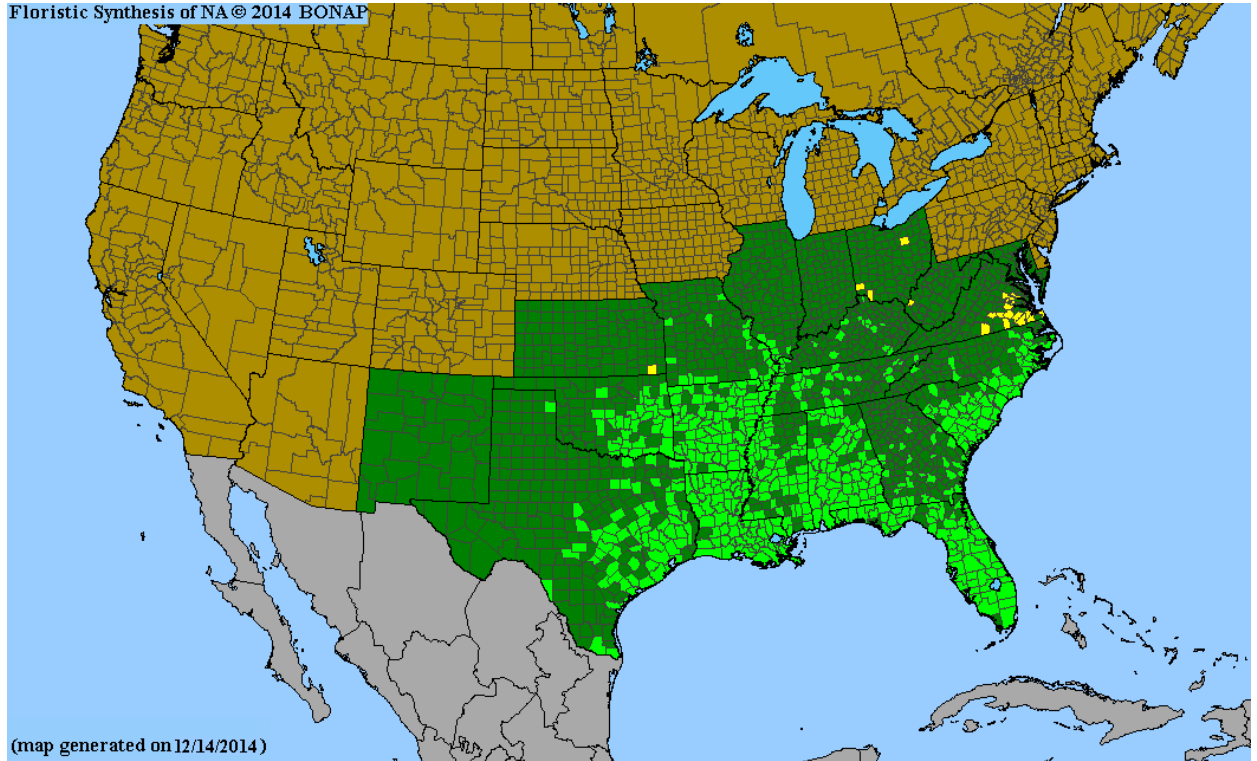 Floristic Synthesis of NA © 2014 BONAP
(map generated on 12/14/2014)